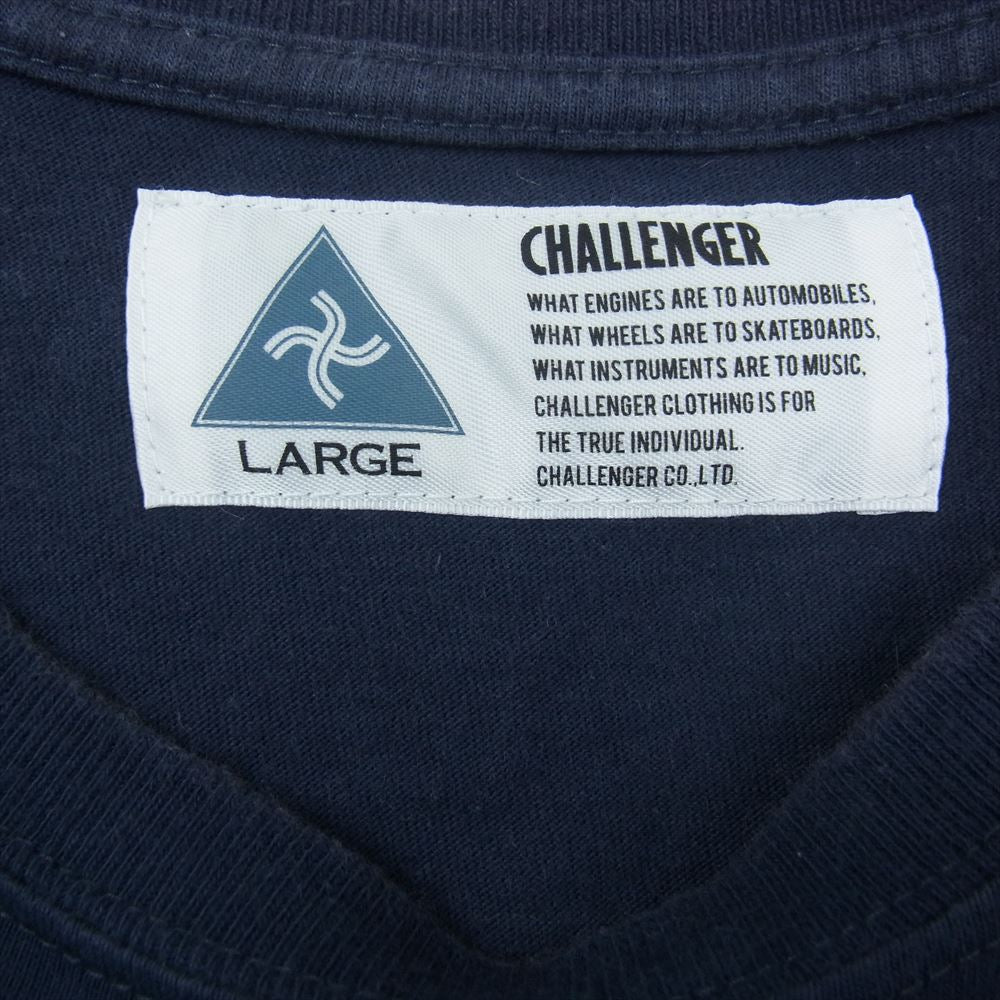 LARGE
CHALLENGER
WHAT ENGINES ARE TO AUTOMOBILES,
WHAT WHEELS ARE TO SKATEBOARDS,
WHAT INSTRUMENTS ARE TO MUSIC,
CHALLENGER CLOTHING IS FOR
THE TRUE INDIVIDUAL.
CHALLENGER CO.,LTD.